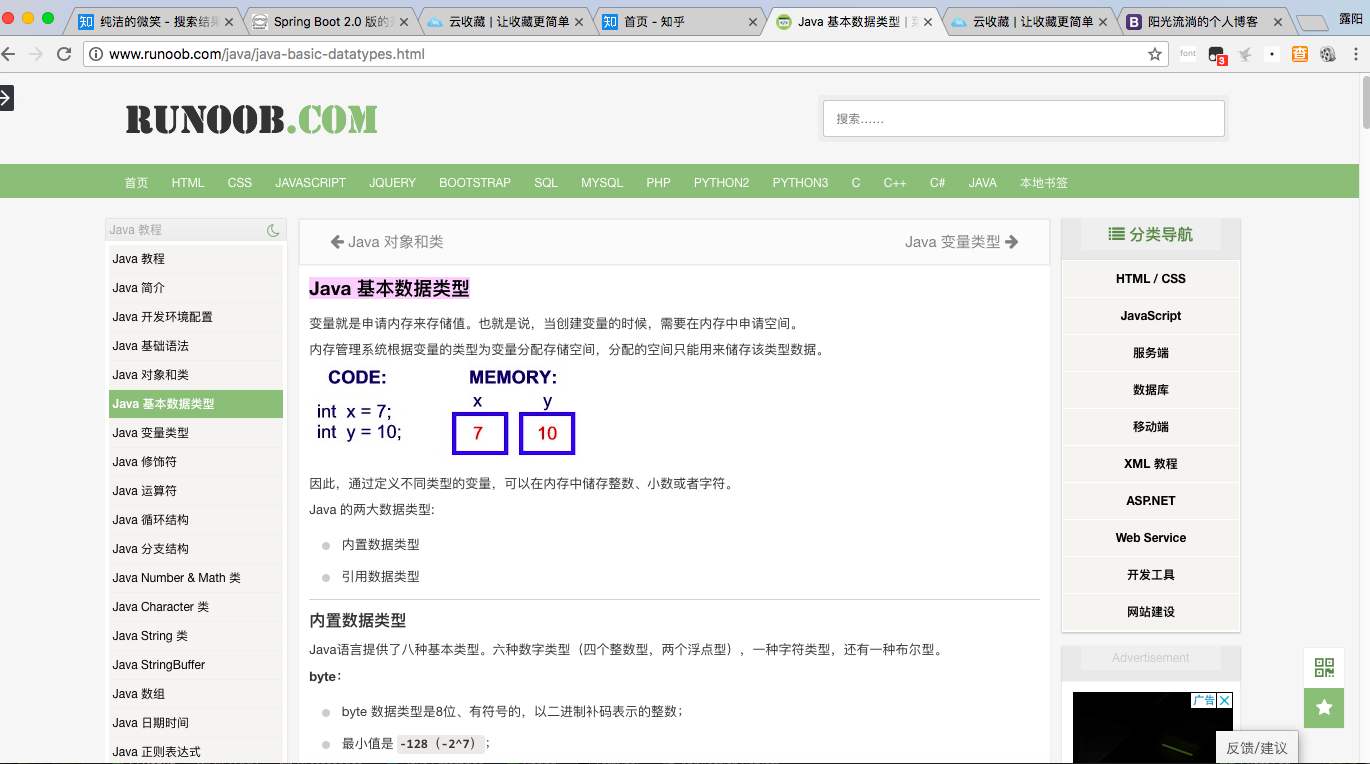 纯洁的微笑 - 搜索结果
Spring Boot 2.0 版的
云收藏 | 让收藏更简单
首页 - 知乎
Java 基本数据类型 |
云收藏 | 让收藏更简单
阳光流淌的个人博客
露阳
www.runoob.com/java/java-basic-datatypes.html
font
3
RUNOOB.COM
搜索……
首页 HTML CSS JAVASCRIPT JQUERY BOOTSTRAP SQL MYSQL PHP PYTHON2 PYTHON3 C C++ C# JAVA 本地书签
Java 教程
Java 教程
Java 简介
Java 开发环境配置
Java 基础语法
Java 对象和类
Java 基本数据类型
Java 变量类型
Java 修饰符
Java 运算符
Java 循环结构
Java 分支结构
Java Number & Math 类
Java Character 类
Java String 类
Java StringBuffer
Java 数组
Java 日期时间
Java 正则表达式
Java 对象和类
Java 变量类型
Java 基本数据类型
变量就是申请内存来存储值。也就是说，当创建变量的时候，需要在内存中申请空间。
内存管理系统根据变量的类型为变量分配存储空间，分配的空间只能用来储存该类型数据。
CODE: MEMORY:
x y
int x = 7;
int y = 10;
7 10
因此，通过定义不同类型的变量，可以在内存中储存整数、小数或者字符。
Java 的两大数据类型:
内置数据类型
引用数据类型
内置数据类型
Java语言提供了八种基本类型。六种数字类型（四个整数型，两个浮点型），一种字符类型，还有一种布尔型。
byte：
byte 数据类型是8位、有符号的，以二进制补码表示的整数；
最小值是 -128（-2^7）；
分类导航
HTML / CSS
JavaScript
服务端
数据库
移动端
XML 教程
ASP.NET
Web Service
开发工具
网站建设
Advertisement
广告
反馈/建议